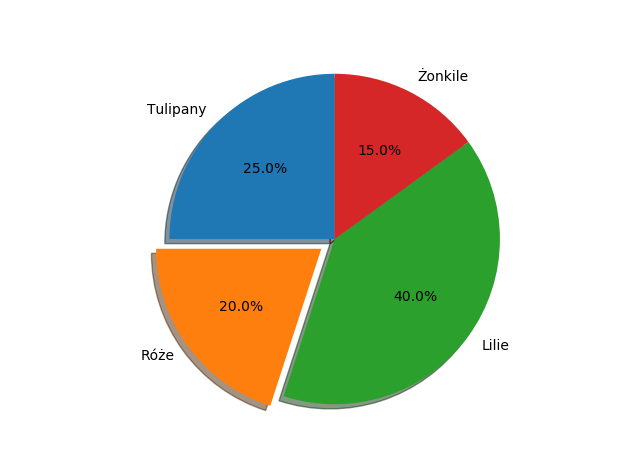 Żonkile
Tulipany
15.0%
25.0%
40.0%
20.0%
Lilie
Róże